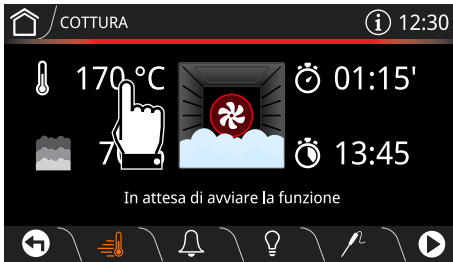 COTTURA
12:30
170 °C
01:15'
13:45
In attesa di avviare la funzione